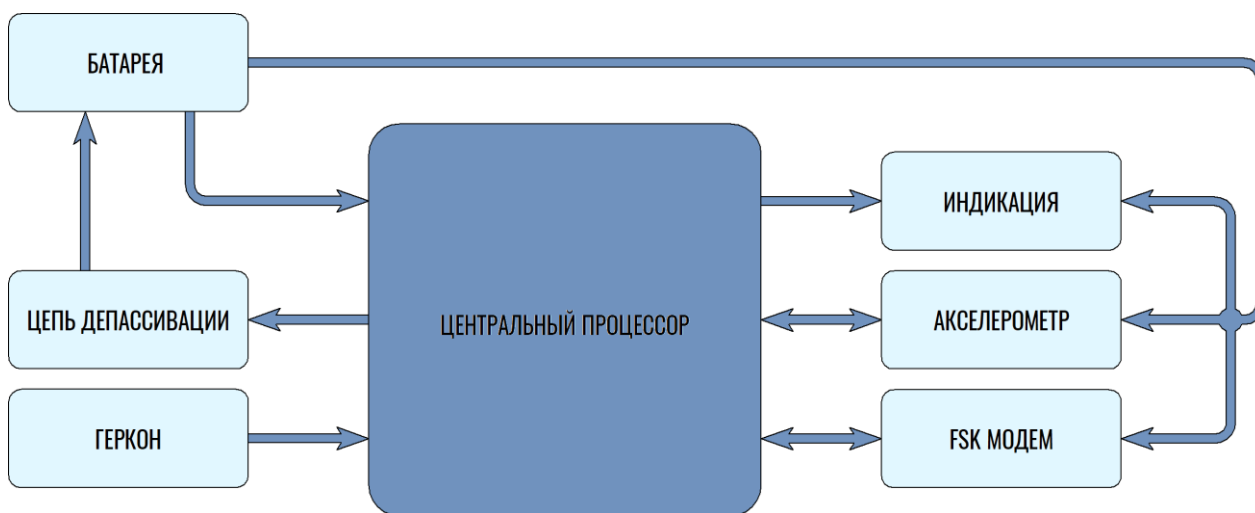 БАТАРЕЯ
ИНДИКАЦИЯ
ЦЕПЬ ДЕПАССИВАЦИИ
ЦЕНТРАЛЬНЫЙ ПРОЦЕССОР
АКСЕЛЕРОМЕТР
ГЕРКОН
FSK МОДЕМ